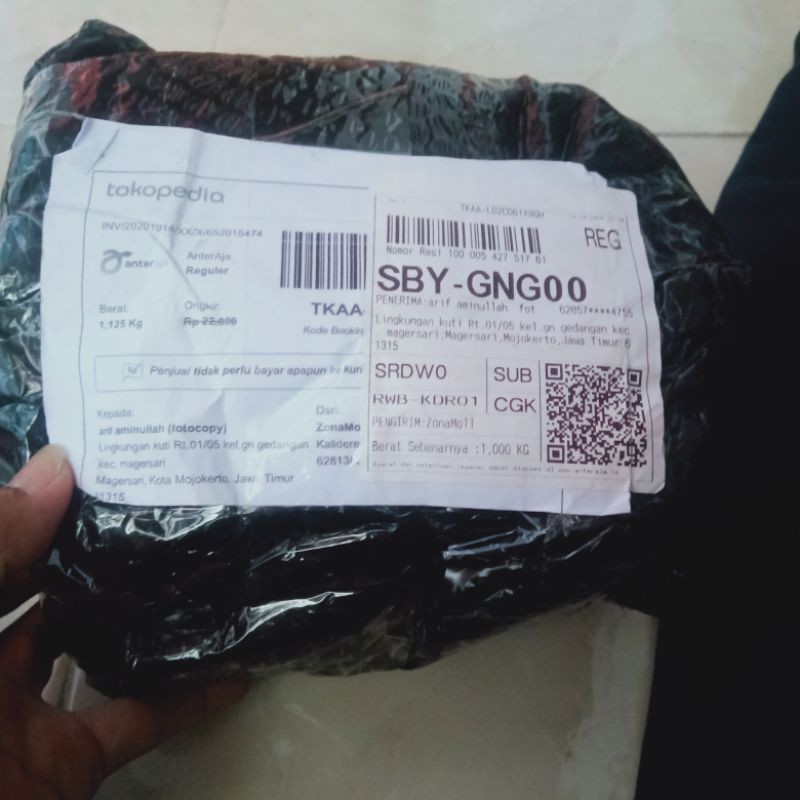 tokopedia
INV/20201014/XX/X/652015474
anteraja
AnterAja
Reguler
Berat:
1.125 Kg
Ongkir:
Rp 22.000
TKAA
Kode Bookin
Penjual tidak perlu bayar apapun ke kuri
Kepada:
arif aminullah (fotocopy)
Lingkungan kuti Rt.01/05 kel.gn gedangan
kec. magersari
Magersari, Kota Mojokerto, Jawa Timur
61315
Dari:
ZonaMo
Kalidere
TKAA-LD20061K9QH
REG
Nomor Resi 100 005 427 517 61
SBY-GNG00
PENERIMA:arif aminullah fot 62857****4755
Lingkungan kuti Rt.01/05 kel.gn gedangan kec
. magersari,Magersari,Mojokerto,Jawa Timur 6
1315
SRDW0
SUB
RWB-KDR01
CGK
PENGIRIM:ZonaMoll
Berat Sebenarnya :1,000 KG